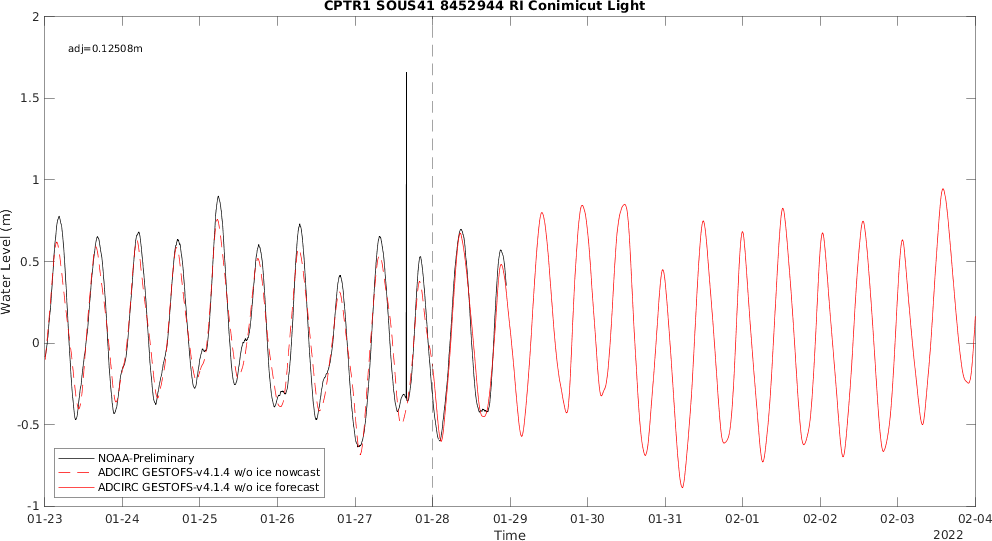 CPTR1 SOUS41 8452944 RI Conimicut Light
adj=0.12508m
2
1.5
1
0.5
0
-0.5
-1
Water Level (m)
NOAA-Preliminary
ADCIRC GESTOFS-v4.1.4 w/o ice nowcast
ADCIRC GESTOFS-v4.1.4 w/o ice forecast
01-23 01-24 01-25 01-26 01-27 01-28 01-29 01-30 01-31 02-01 02-02 02-03 02-04
Time
2022